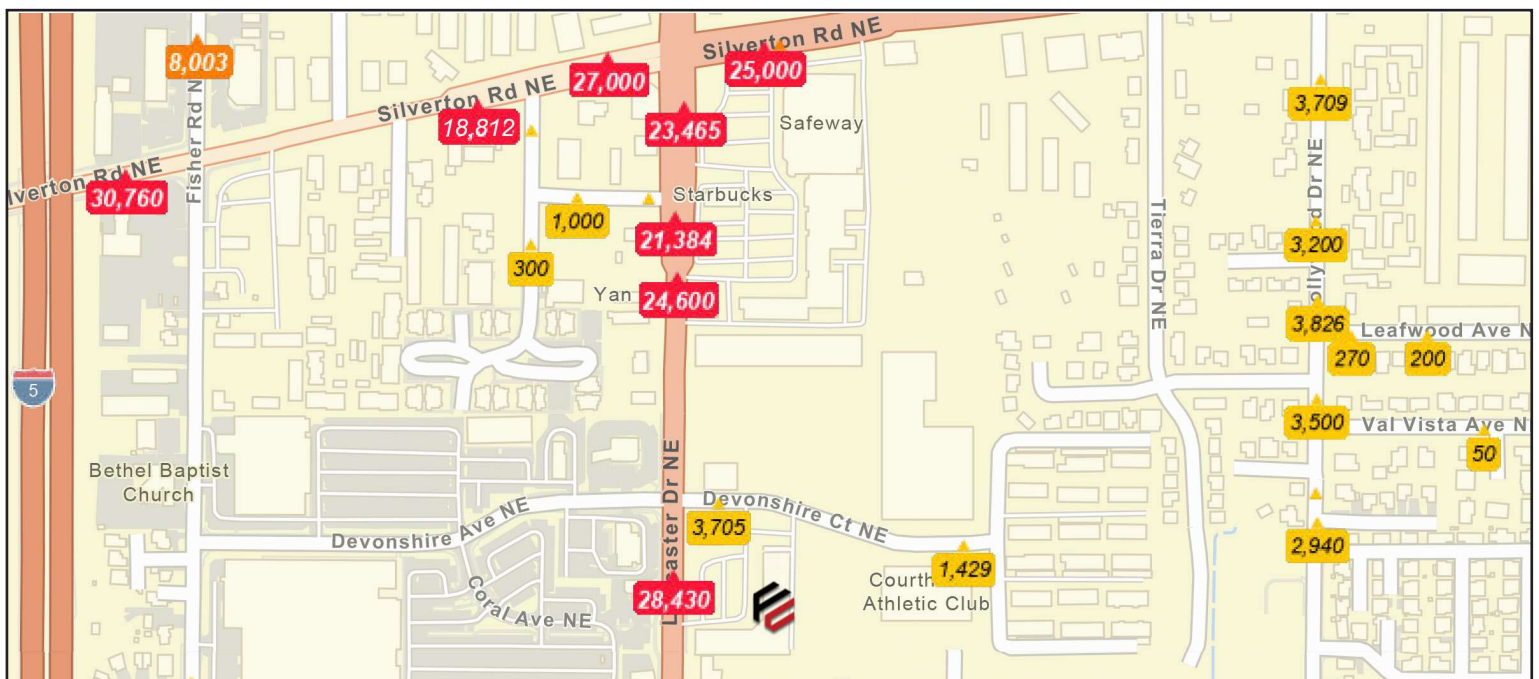 Silverton Rd NE
8,003
27,000
25,000
Silverton Rd NE
3,709
18,812
23,465
Safeway
Fisher Rd N
lverton Rd NE
30,760
Starbucks
1,000
21,384
300
Tierra Dr NE
3,200
Yan
24,600
3,826
Leafwood Ave N
270
200
5
3,500
Val Vista Ave N
50
Bethel Baptist
Church
Devonshire Ct NE
Devonshire Ave NE
3,705
2,940
1,429
Courth
Athletic Club
28,430
Coral Ave NE